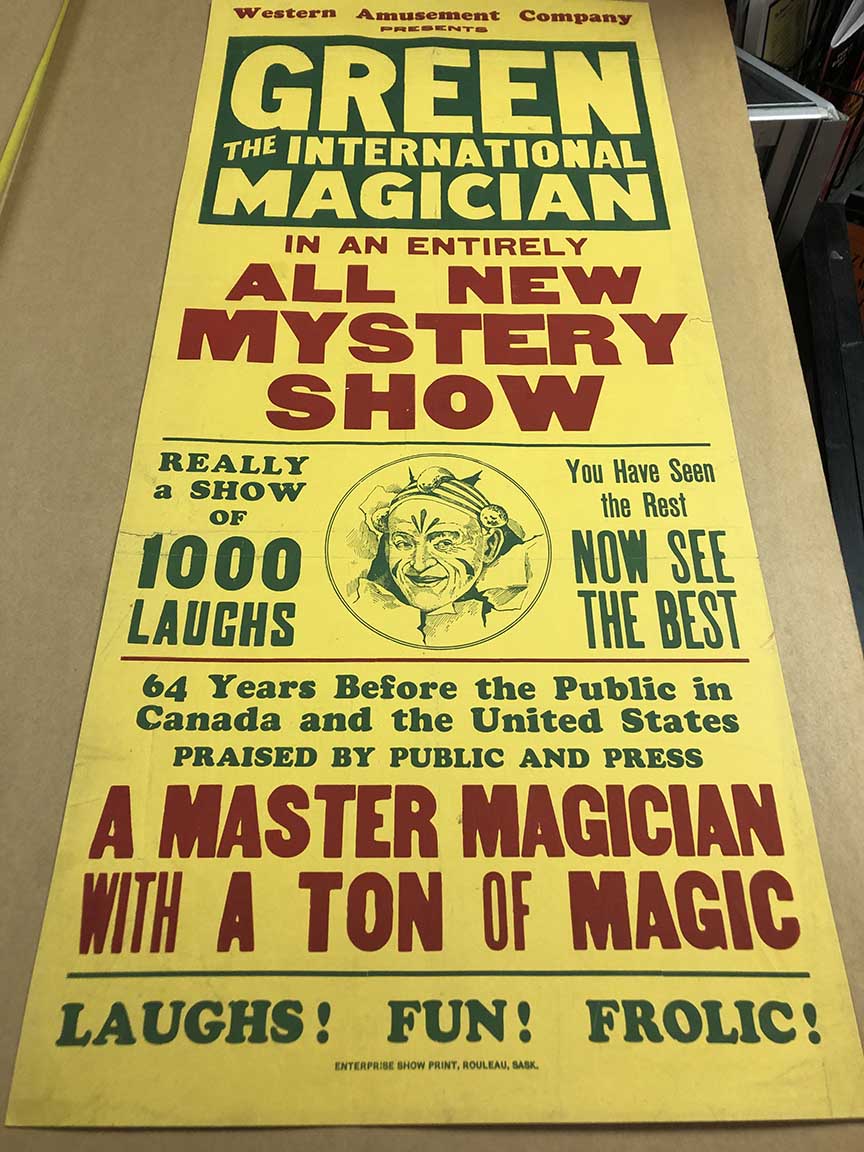 Western Amusement Company
PRESENTS
GREEN
THE INTERNATIONAL
MAGICIAN
IN AN ENTIRELY
ALL NEW
MYSTERY
SHOW
REALLY
a SHOW
OF
1000
LAUGHS
You Have Seen
the Rest
NOW SEE
THE BEST
64 Years Before the Public in
Canada and the United States
PRAISED BY PUBLIC AND PRESS
A MASTER MAGICIAN
WITH A TON OF MAGIC
LAUGHS! FUN! FROLIC!
ENTERPRISE SHOW PRINT, ROULEAU, SASK.